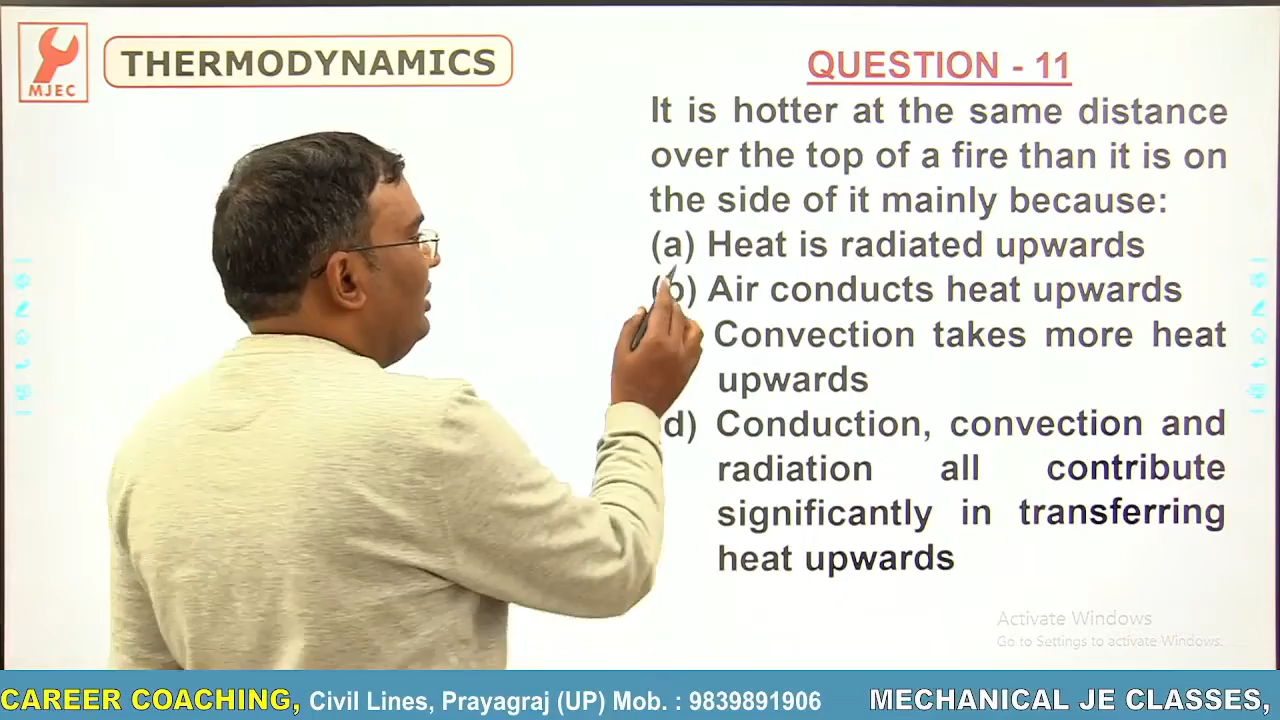 MJEC
THERMODYNAMICS
QUESTION - 11
It is hotter at the same distance
over the top of a fire than it is on
the side of it mainly because:
(a) Heat is radiated upwards
(b) Air conducts heat upwards
Convection takes more heat
upwards
d) Conduction, convection and
radiation all contribute
significantly in transferring
heat upwards
Activate Windows
Go to Settings to activate Windows.
CAREER COACHING, Civil Lines, Prayagraj (UP) Mob. : 9839891906 MECHANICAL JE CLASSES,